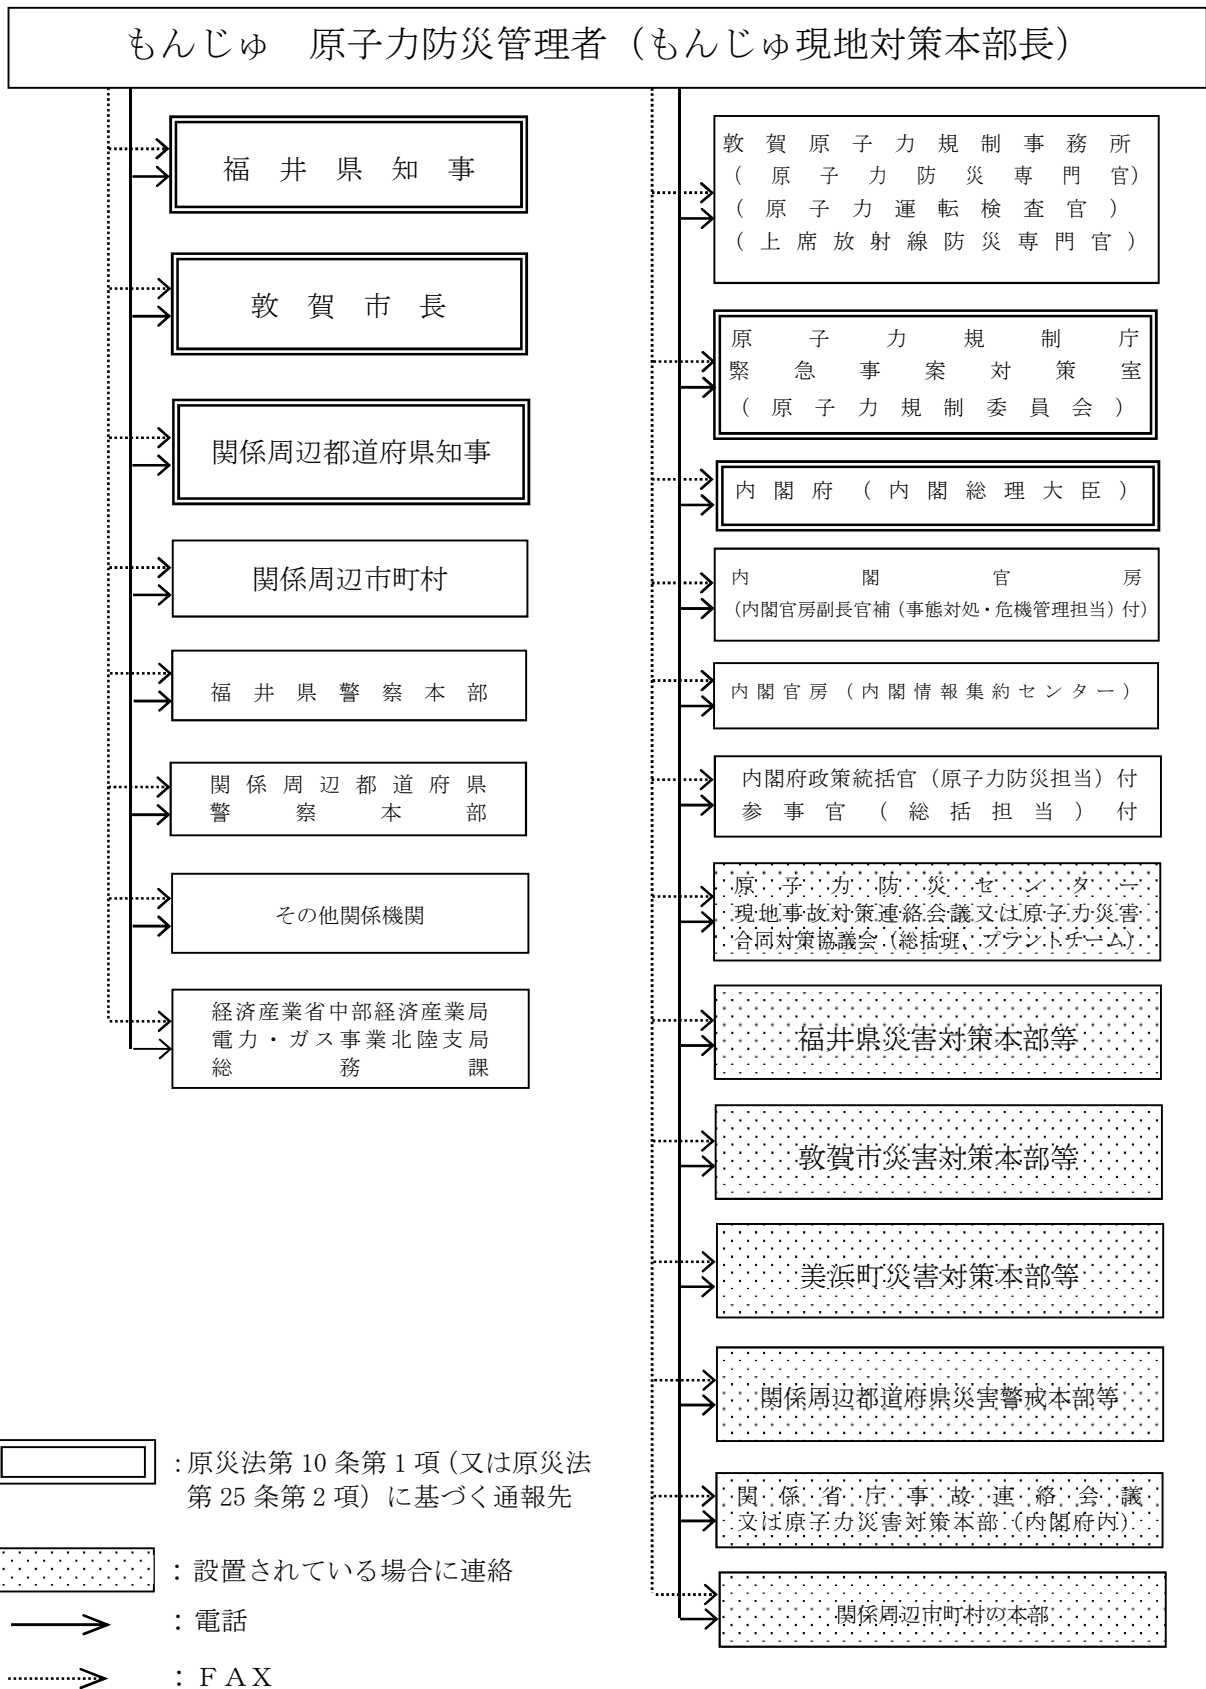 もんじゅ　原子力防災管理者（もんじゅ現地対策本部長）
福井県知事
敦賀市長
関係周辺都道府県知事
関係周辺市町村
福井県警察本部
関係周辺都道府県
警察本部
その他関係機関
経済産業省中部経済産業局
電力・ガス事業北陸支局
総務課
敦賀原子力規制事務所
（原子力防災専門官）
（原子力運転検査官）
（上席放射線防災専門官）
原子力規制庁
緊急事案対策室
（原子力規制委員会）
内閣府（内閣総理大臣）
内閣官房
（内閣官房副長官補（事態対処・危機管理担当）付）
内閣官房（内閣情報集約センター）
内閣府政策統括官（原子力防災担当）付
参事官（総括担当）付
原子力防災センター
現地事故対策連絡会議又は原子力災害
合同対策協議会（総括班、プラントチーム）
福井県災害対策本部等
敦賀市災害対策本部等
美浜町災害対策本部等
関係周辺都道府県災害警戒本部等
関係省庁事故連絡会議
又は原子力災害対策本部（内閣府内）
関係周辺市町村の本部
：原災法第10条第1項（又は原災法
第25条第2項）に基づく通報先
：設置されている場合に連絡
：電話
：ＦＡＸ